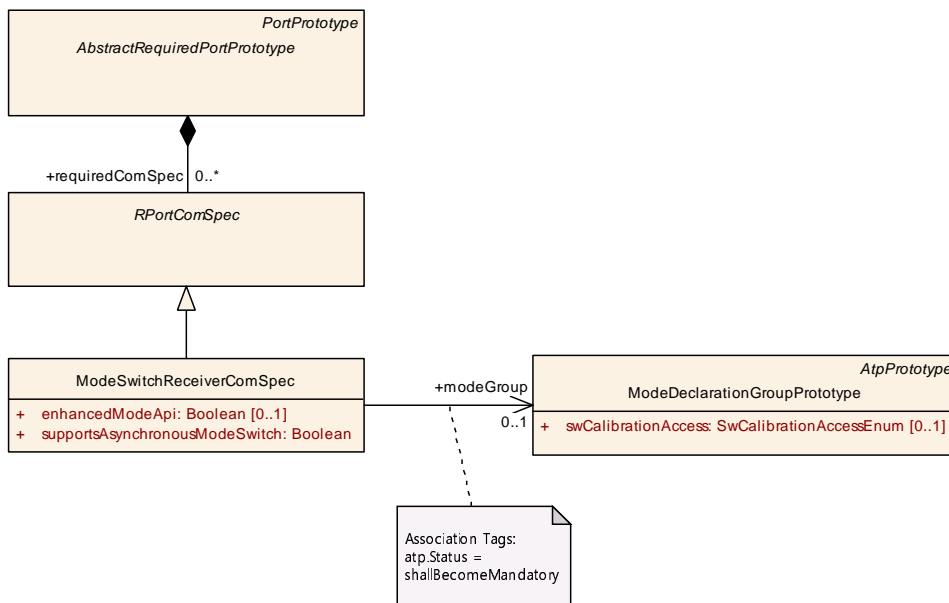 PortPrototype
AbstractRequiredPortPrototype
+requiredComSpec 0..*
RPortComSpec
ModeSwitchReceiverComSpec
+ enhancedModeApi: Boolean [0..1]
+ supportsAsynchronousModeSwitch: Boolean
+modeGroup
0..1
AtpPrototype
ModeDeclarationGroupPrototype
+ swCalibrationAccess: SwCalibrationAccessEnum [0..1]
Association Tags:
atp.Status =
shallBecomeMandatory